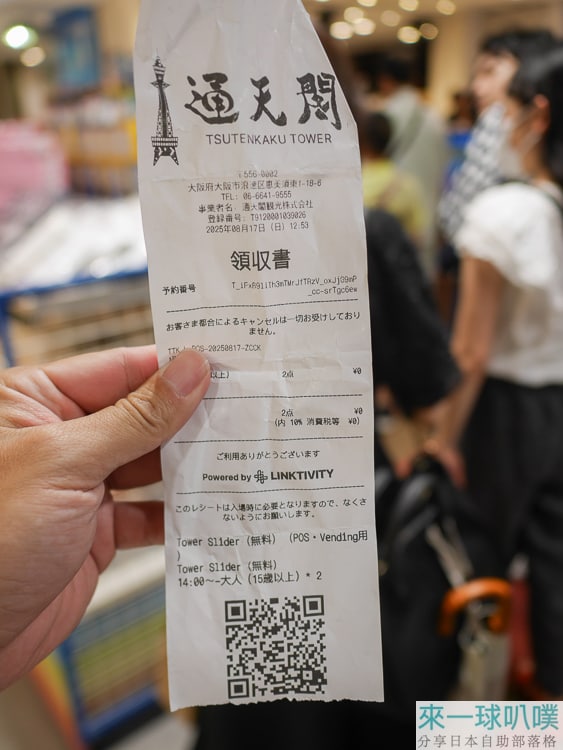 通天閣
TSUTENKAKU TOWER
〒556-0002
大阪府大阪市浪速区恵美須東1-18-6
TEL: 06-6641-9555
事業者名: 通天閣観光株式会社
登録番号: T9120001039026
2025年08月17日 (日) 12:53
領収書
予約番号
お客さま都合によるキャンセルは一切お受けしており
ません。
POS-20250817-ZCCK
以上) 2点 ¥0
2点 ¥0
(内 10% 消費税等 ¥0)
ご利用ありがとうございます
Powered by LINKTIVITY
このレシートは入場時に必要となりますので、なくさ
ないようにお願いします。
Tower Slider (無料) (POS・Vending用
)
Tower Slider (無料)
14:00~-大人 (15歳以上) * 2
來一球叭噗
分享日本自助部落格